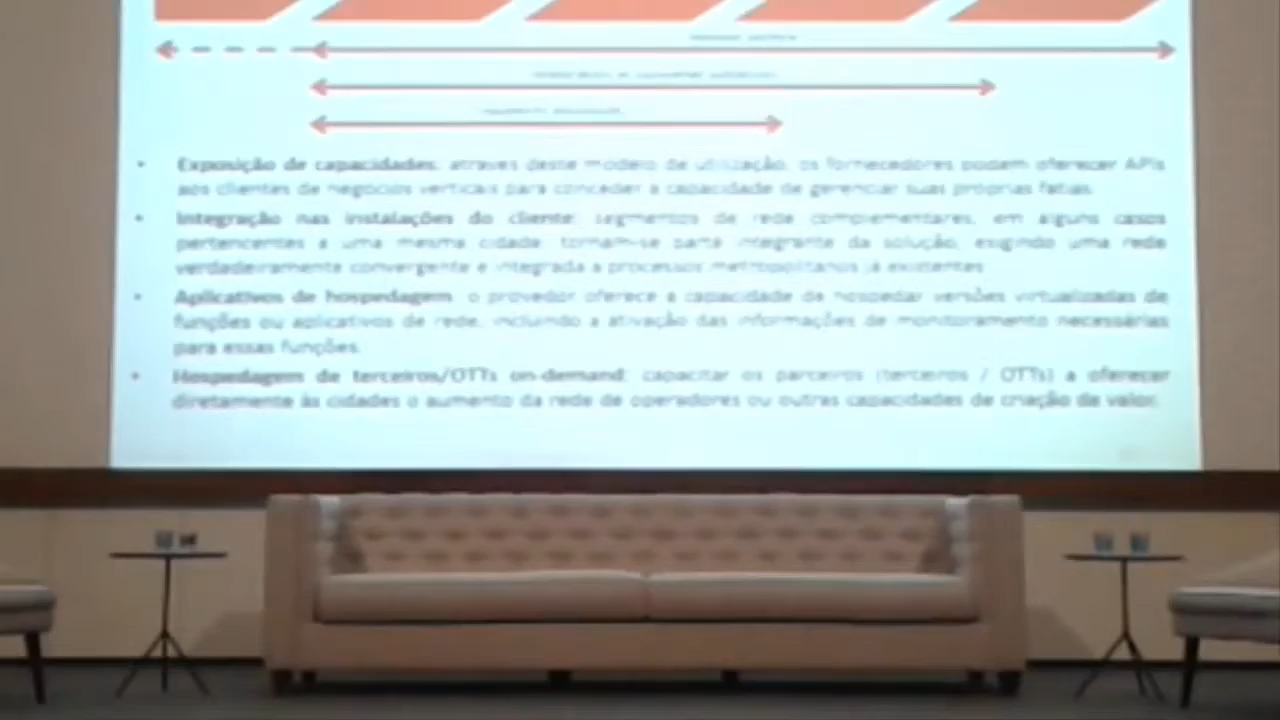 • Exposição de capacidades: através deste modelo de utilização, os fornecedores podem oferecer APIs
aos clientes de negócios verticais para conceder a capacidade de gerenciar suas próprias fatias.
• Integração nas instalações do cliente: segmentos de rede complementares, em alguns casos
pertencentes a uma mesma cidade, tornam-se parte integrante da solução, exigindo uma rede
verdadeiramente convergente e integrada a processos metropolitanos já existentes
• Aplicativos de hospedagem: o provedor oferece a capacidade de hospedar versões virtualizadas de
funções ou aplicativos de rede, incluindo a ativação das informações de monitoramento necessárias
para essas funções.
• Hospedagem de terceiros/OTTs on-demand: capacitar os parceiros (terceiros / OTTs) a oferecer
diretamente às cidades o aumento da rede de operadores ou outras capacidades de criação de valor.